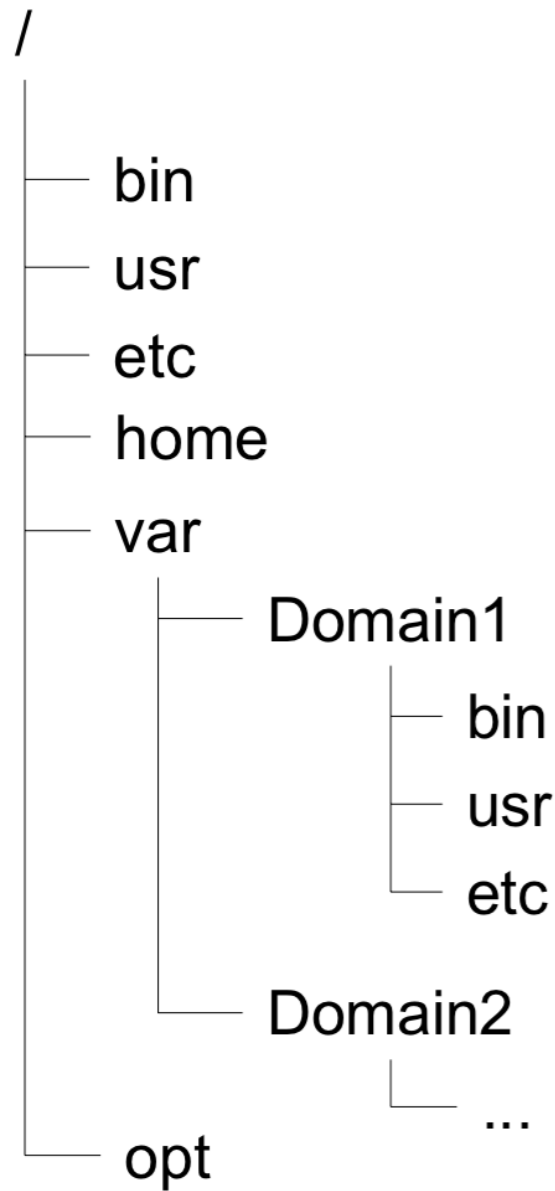 /
bin
usr
etc
home
var
Domain1
bin
usr
etc
Domain2
...
opt